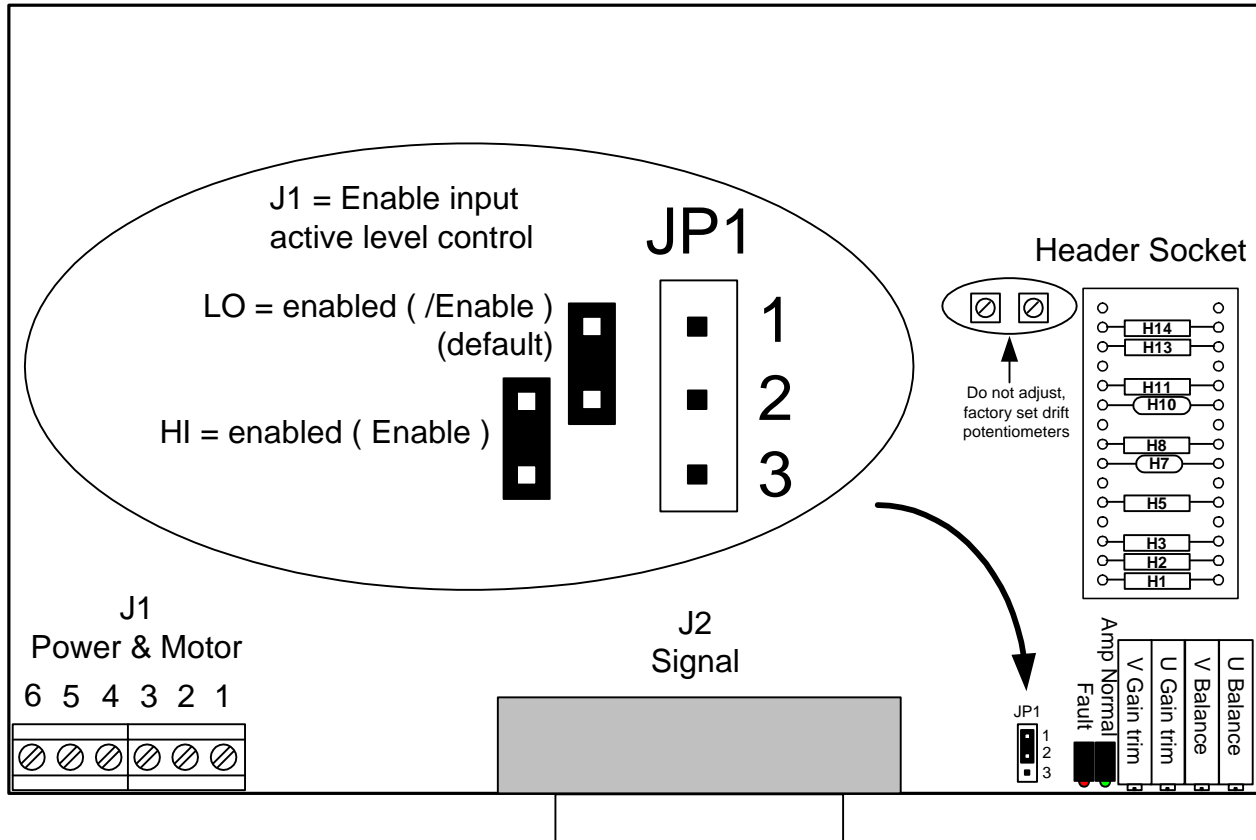 J1 = Enable input
active level control
JP1
LO = enabled ( /Enable )
(default)
HI = enabled ( Enable )
1
2
3
Header Socket
H14
H13
H11
H10
H8
H7
H5
H3
H2
H1
Do not adjust,
factory set drift
potentiometers
J1
Power & Motor
6 5 4 3 2 1
J2
Signal
JP1
1
2
3
Fault
Amp Normal
V Gain trim
U Gain trim
V Balance
U Balance